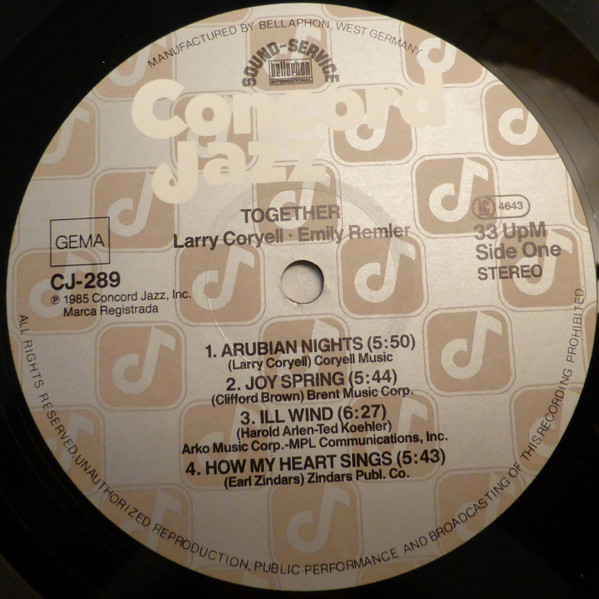 MANUFACTURED BY BELLAPHON, WEST GERMANY
SOUND-SERVICE
bellaphon
INTERNATIONAL
Concord
Jazz
TOGETHER
Larry Coryell · Emily Remler
GEMA
CJ-289
℗ 1985 Concord Jazz, Inc.
Marca Registrada
LC 4643
33 UpM
Side One
STEREO
1. ARUBIAN NIGHTS (5:50)
(Larry Coryell) Coryell Music
2. JOY SPRING (5:44)
(Clifford Brown) Brent Music Corp.
3. ILL WIND (6:27)
(Harold Arlen-Ted Koehler)
Arko Music Corp.-MPL Communications, Inc.
4. HOW MY HEART SINGS (5:43)
(Earl Zindars) Zindars Publ. Co.
ALL RIGHTS RESERVED. UNAUTHORIZED REPRODUCTION, PUBLIC PERFORMANCE AND BROADCASTING OF THIS RECORDING PROHIBITED